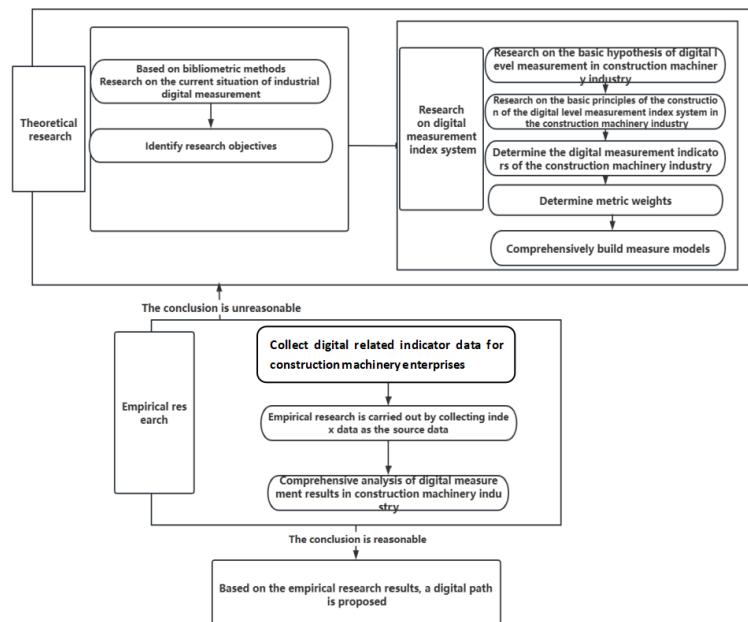 Theoretical
research
Based on bibliometric methods
Research on the current situation of industrial
digital measurement
Identify research objectives
Research
on digital
measurement
index system
Research on the basic hypothesis of digital l
evel measurement in construction machiner
y industry
Research on the basic principles of the constructio
n of the digital level measurement index system in
the construction machinery industry
Determine the digital measurement indicato
rs of the construction machinery industry
Determine metric weights
Comprehensively build measure models
The conclusion is unreasonable
Empirical res
earch
Collect digital related indicator data for
construction machinery enterprises
Empirical research is carried out by collecting inde
x data as the source data
Comprehensive analysis of digital measure
ment results in construction machinery indu
stry
The conclusion is reasonable
Based on the empirical research results, a digital path
is proposed